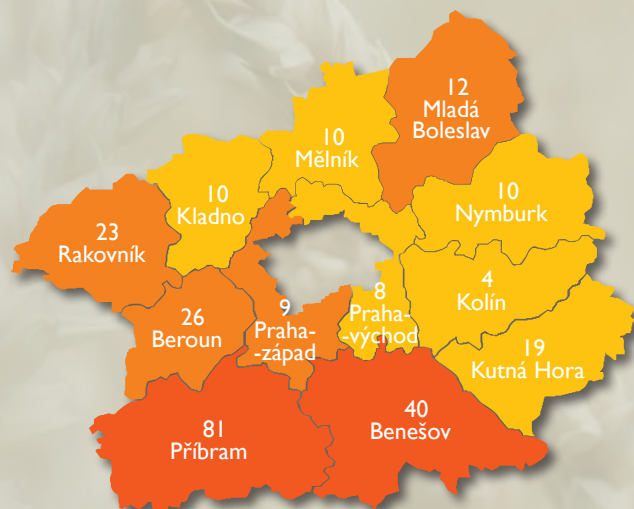 12
Mladá
Boleslav
10
Mělník
10
Kladno
10
Nymburk
23
Rakovník
4
Kolín
8
Praha-
-východ
9
Praha-
-západ
26
Beroun
19
Kutná Hora
40
Benešov
81
Příbram